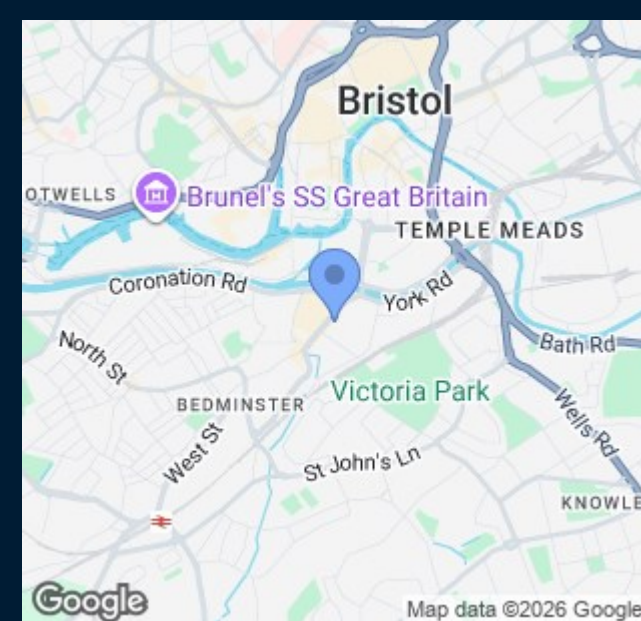 Bristol
OTWELLS
Brunel's SS Great Britain
TEMPLE MEADS
Coronation Rd
York Rd
North St
Bath Rd
Victoria Park
BEDMINSTER
Wells Rd
West St
St John's Ln
KNOWLE
Google
Map data ©2026 Google